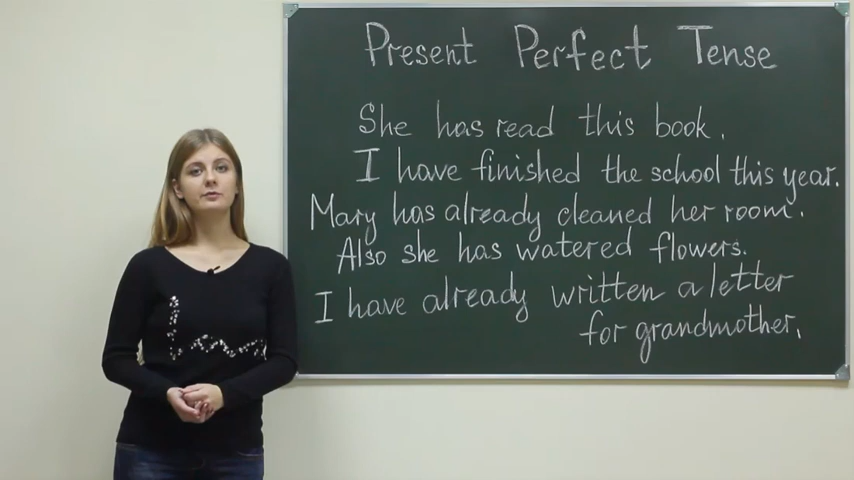 Present Perfect Tense
She has read this book.
I have finished the school this year.
Mary has already cleaned her room.
Also she has watered flowers.
I have already written a letter
for grandmother.